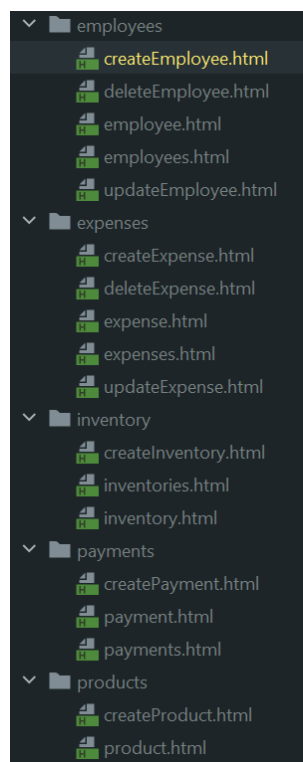 employees
createEmployee.html
deleteEmployee.html
employee.html
employees.html
updateEmployee.html
expenses
createExpense.html
deleteExpense.html
expense.html
expenses.html
updateExpense.html
inventory
createInventory.html
inventories.html
inventory.html
payments
createPayment.html
payment.html
payments.html
products
createProduct.html
product.html